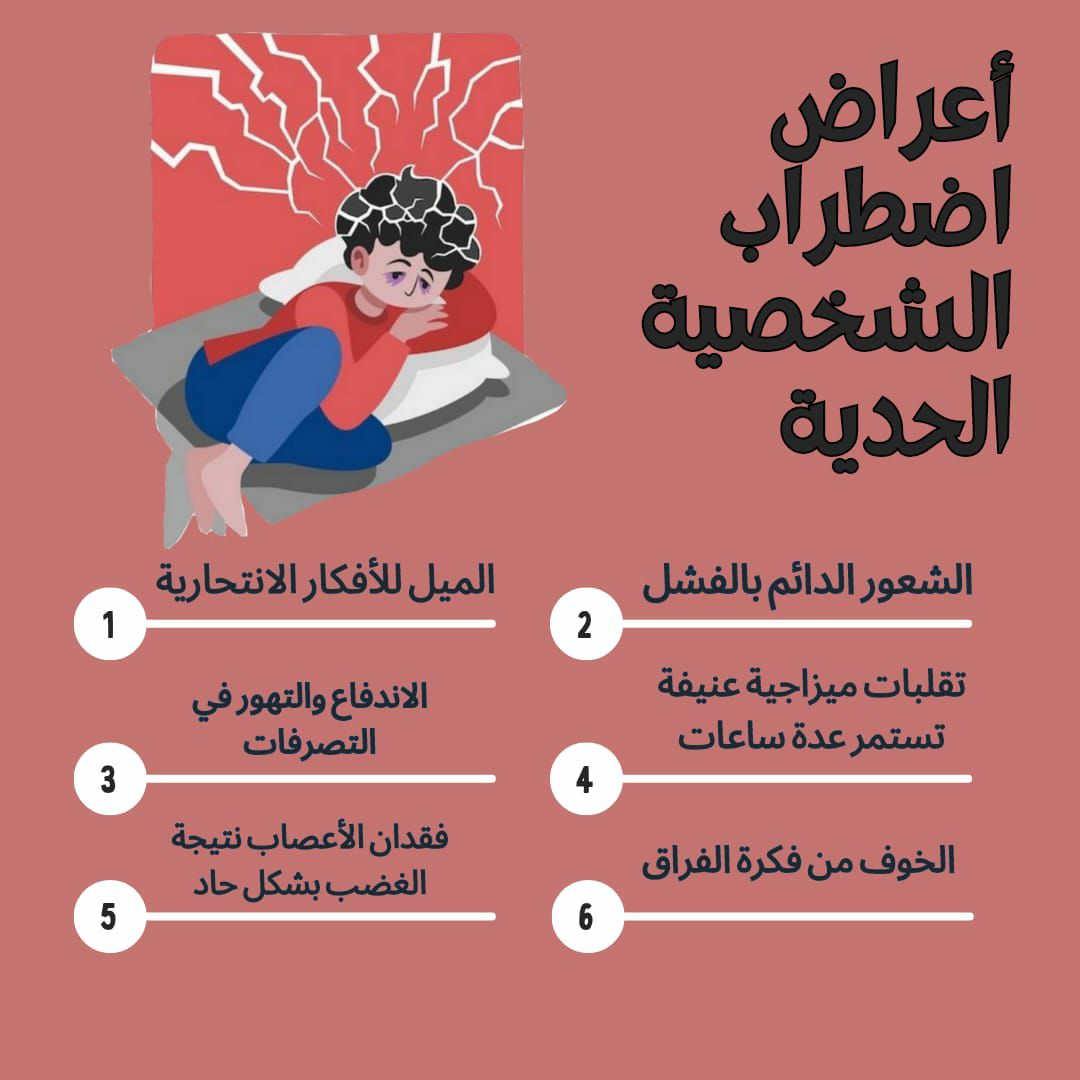 أعراض
اضطراب
الشخصية
الحدية
الميل للأفكار الانتحارية
1
الشعور الدائم بالفشل
2
الاندفاع والتهور في
التصرفات
3
تقلبات ميزاجية عنيفة
تستمر عدة ساعات
4
فقدان الأعصاب نتيجة
الغضب بشكل حاد
5
الخوف من فكرة الفراق
6